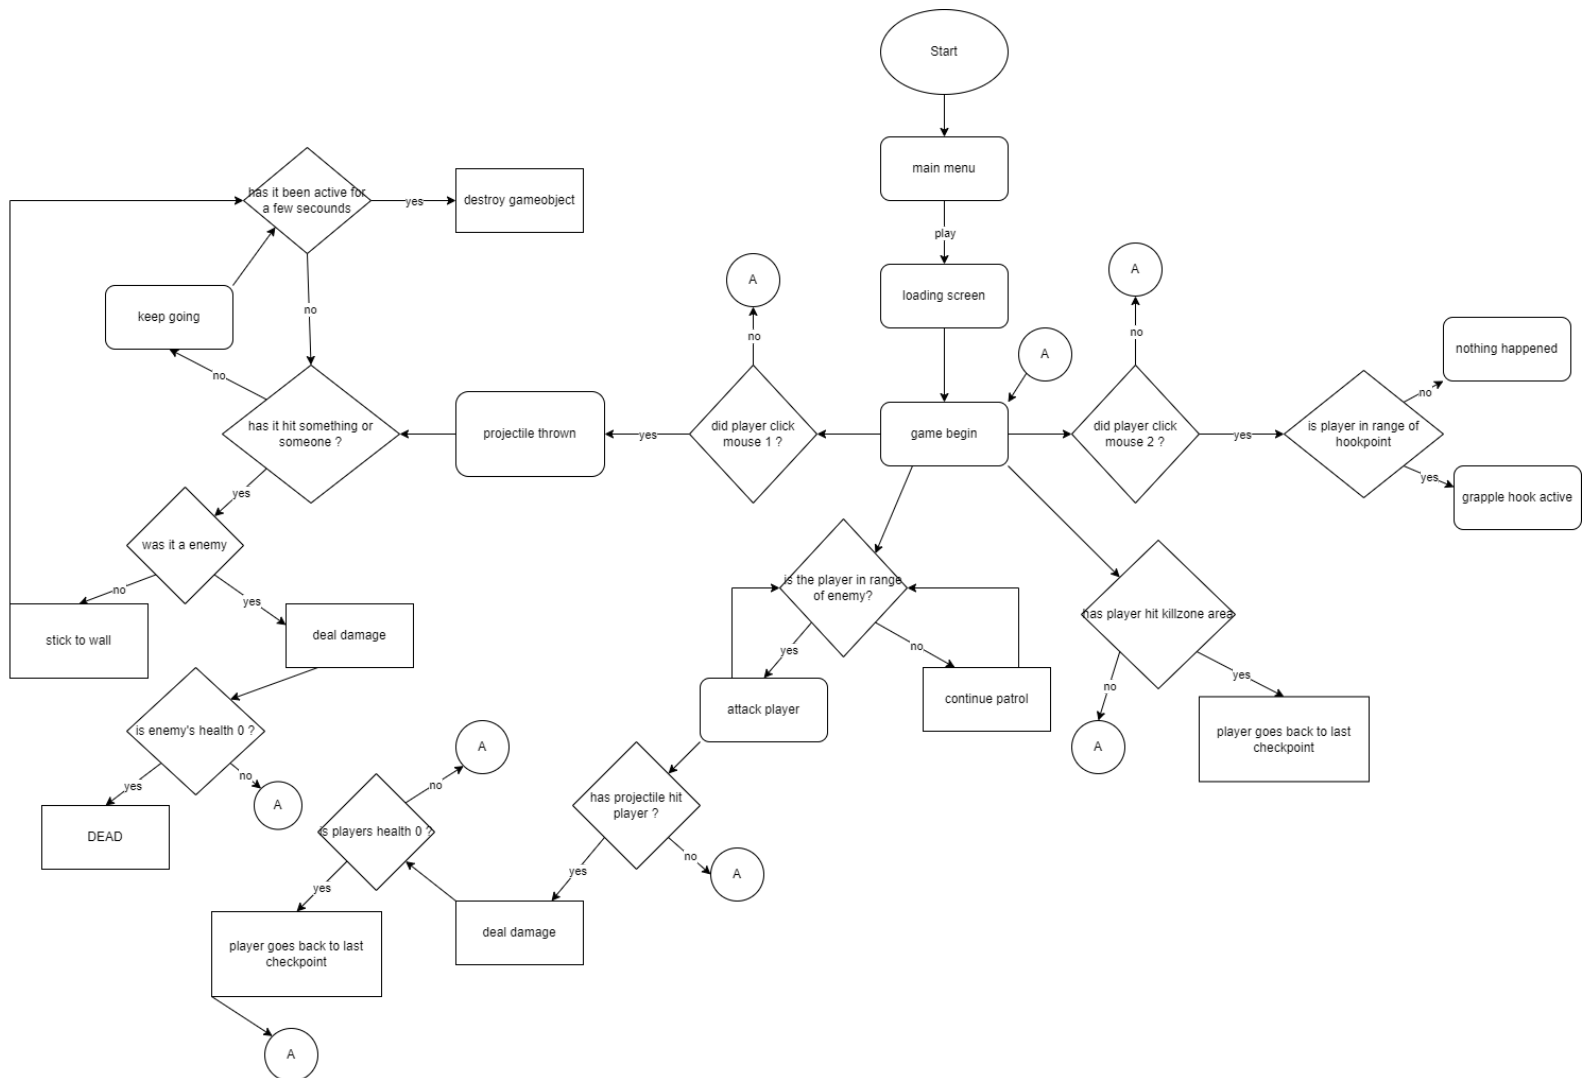 Start
main menu
play
loading screen
A
game begin
A
no
did player click
mouse 2 ?
yes
is player in range of
hookpoint
no
nothing happened
yes
grapple hook active
A
no
did player click
mouse 1 ?
yes
projectile thrown
has it hit something or
someone ?
no
keep going
has it been active for
a few secounds
yes
destroy gameobject
no
yes
was it a enemy
no
stick to wall
yes
deal damage
is enemy's health 0 ?
yes
DEAD
no
A
is the player in range
of enemy?
yes
attack player
no
continue patrol
has projectile hit
player ?
no
A
yes
deal damage
is players health 0 ?
no
A
yes
player goes back to last
checkpoint
A
has player hit killzone area
no
A
yes
player goes back to last
checkpoint